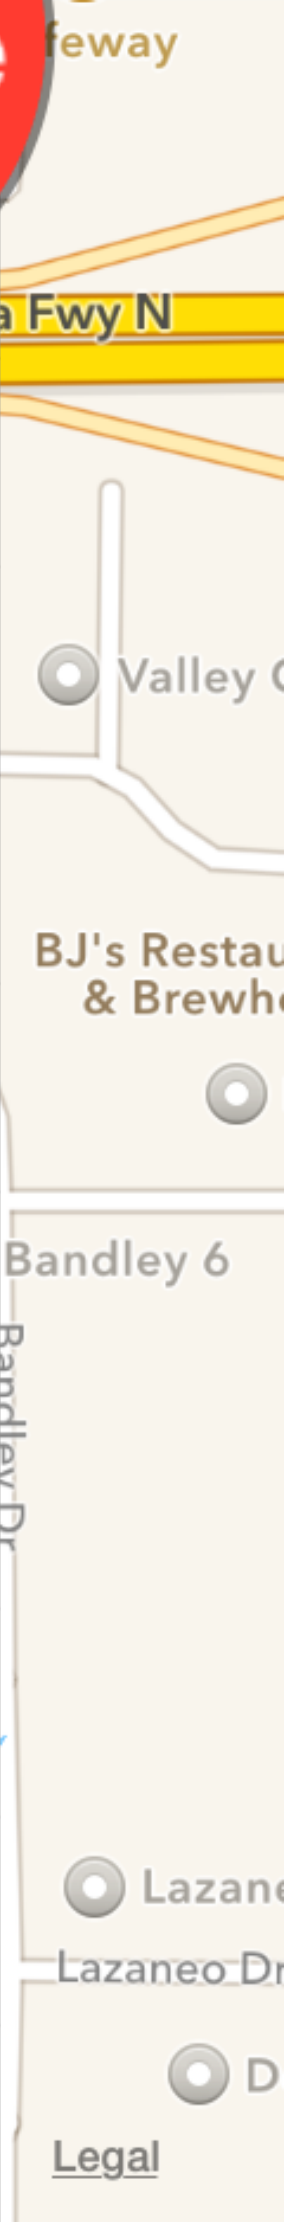 feway
a Fwy N
Valley
BJ's Restau
& Brewh
Bandley 6
Bandley Dr
Lazane
Lazaneo Dr
D
Legal